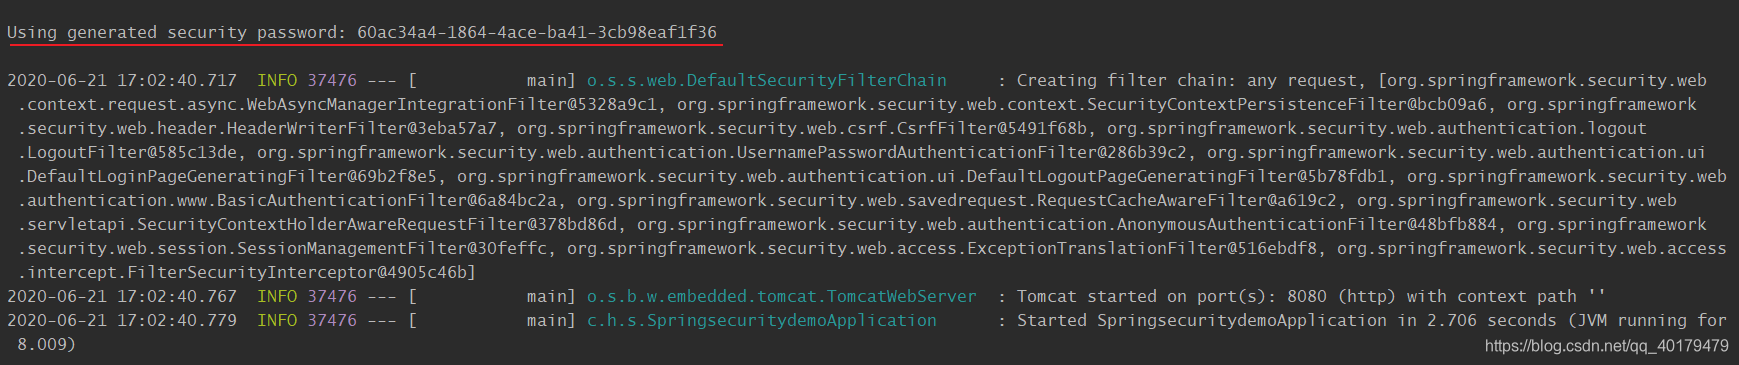 Using generated security password: 60ac34a4-1864-4ace-ba41-3cb98eaf1f36
2020-06-21 17:02:40.717  INFO 37476 --- [           main] o.s.s.web.DefaultSecurityFilterChain     : Creating filter chain: any request, [org.springframework.security.web
.context.request.async.WebAsyncManagerIntegrationFilter@5328a9c1, org.springframework.security.web.context.SecurityContextPersistenceFilter@bcb09a6, org.springframework
.security.web.header.HeaderWriterFilter@3eba57a7, org.springframework.security.web.csrf.CsrfFilter@5491f68b, org.springframework.security.web.authentication.logout
.LogoutFilter@585c13de, org.springframework.security.web.authentication.UsernamePasswordAuthenticationFilter@286b39c2, org.springframework.security.web.authentication.ui
.DefaultLoginPageGeneratingFilter@69b2f8e5, org.springframework.security.web.authentication.ui.DefaultLogoutPageGeneratingFilter@5b78fdb1, org.springframework.security.web
.authentication.www.BasicAuthenticationFilter@6a84bc2a, org.springframework.security.web.savedrequest.RequestCacheAwareFilter@a619c2, org.springframework.security.web
.servletapi.SecurityContextHolderAwareRequestFilter@378bd86d, org.springframework.security.web.authentication.AnonymousAuthenticationFilter@48bfb884, org.springframework
.security.web.session.SessionManagementFilter@30feffc, org.springframework.security.web.access.ExceptionTranslationFilter@516ebdf8, org.springframework.security.web.access
.intercept.FilterSecurityInterceptor@4905c46b]
2020-06-21 17:02:40.767  INFO 37476 --- [           main] o.s.b.w.embedded.tomcat.TomcatWebServer  : Tomcat started on port(s): 8080 (http) with context path ''
2020-06-21 17:02:40.779  INFO 37476 --- [           main] c.h.s.SpringsecuritydemoApplication      : Started SpringsecuritydemoApplication in 2.706 seconds (JVM running for
8.009)
https://blog.csdn.net/qq_40179479